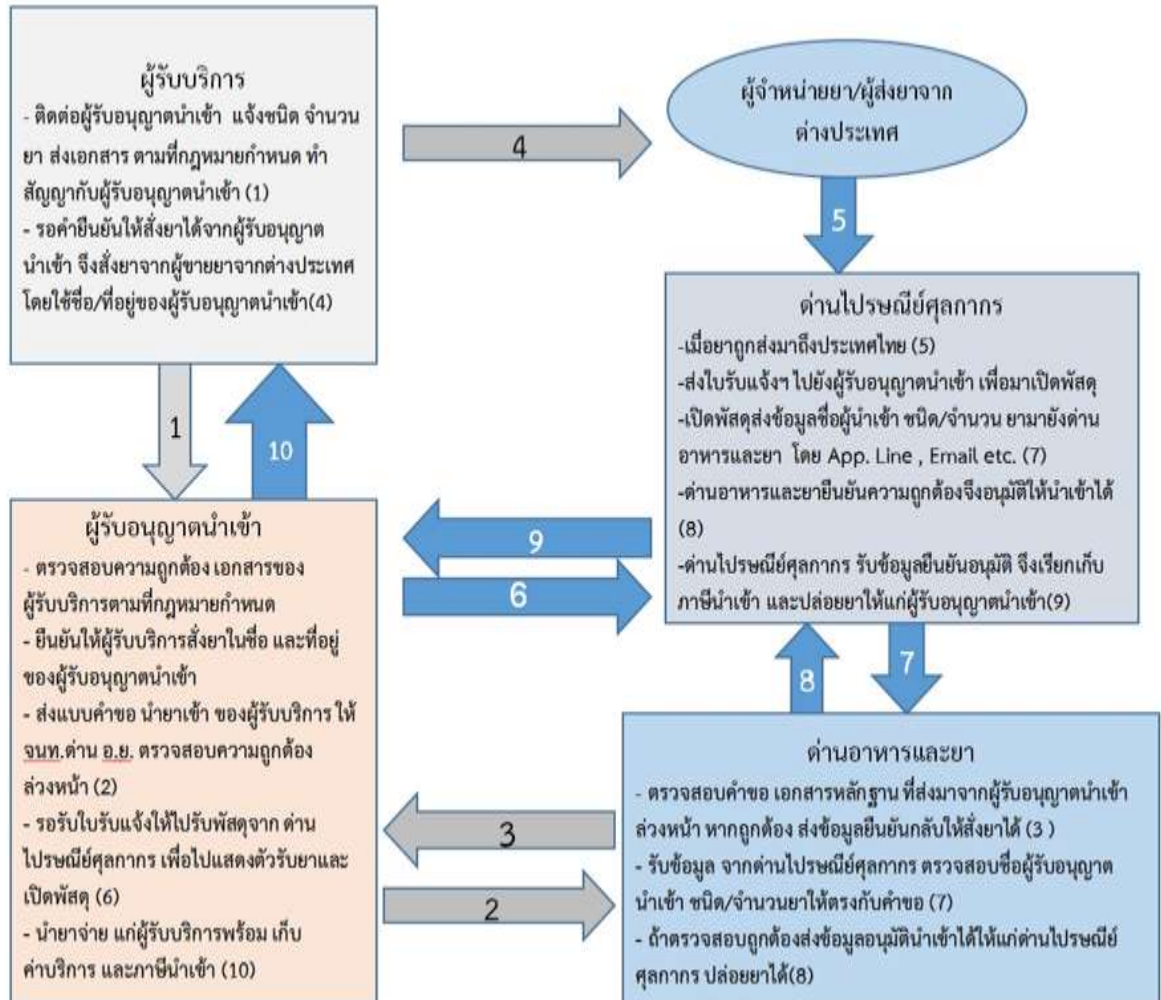 ผู้รับบริการ
- ติดต่อผู้รับอนุญาตนำเข้า แจ้งชนิด จำนวน
ยา ส่งเอกสาร ตามที่กฎหมายกำหนด ทำ
สัญญากับผู้รับอนุญาตนำเข้า (1)
- รอคำยืนยันให้สั่งยาได้จากผู้รับอนุญาต
นำเข้า จึงสั่งยาจากผู้ขายยาจากต่างประเทศ
โดยใช้ชื่อ/ที่อยู่ของผู้รับอนุญาตนำเข้า(4)
4
ผู้จำหน่ายยา/ผู้ส่งยาจาก
ต่างประเทศ
5
ด่านไปรษณีย์ศุลกากร
-เมื่อยาถูกส่งมาถึงประเทศไทย (5)
-ส่งใบรับแจ้งฯ ไปยังผู้รับอนุญาตนำเข้า เพื่อมาเปิดพัสดุ
-เปิดพัสดุส่งข้อมูลชื่อผู้นำเข้า ชนิด/จำนวน ยามายังด่าน
อาหารและยา โดย App. Line , Email etc. (7)
-ด่านอาหารและยายืนยันความถูกต้องจึงอนุมัติให้นำเข้าได้
(8)
-ด่านไปรษณีย์ศุลกากร รับข้อมูลยืนยันอนุมัติ จึงเรียกเก็บ
ภาษีนำเข้า และปล่อยยาให้แก่ผู้รับอนุญาตนำเข้า(9)
1
10
9
6
8
7
ผู้รับอนุญาตนำเข้า
- ตรวจสอบความถูกต้อง เอกสารของ
ผู้รับบริการตามที่กฎหมายกำหนด
- ยืนยันให้ผู้รับบริการสั่งยาในชื่อ และที่อยู่
ของผู้รับอนุญาตนำเข้า
- ส่งแบบคำขอ นำยาเข้า ของผู้รับบริการ ให้
จนท.ด่าน อ.ย. ตรวจสอบความถูกต้อง
ล่วงหน้า (2)
- รอรับใบรับแจ้งให้ไปรับพัสดุจาก ด่าน
ไปรษณีย์ศุลกากร เพื่อไปแสดงตัวรับยาและ
เปิดพัสดุ (6)
- นำยาจ่าย แก่ผู้รับบริการพร้อม เก็บ
ค่าบริการ และภาษีนำเข้า (10)
3
2
ด่านอาหารและยา
- ตรวจสอบคำขอ เอกสารหลักฐาน ที่ส่งมาจากผู้รับอนุญาตนำเข้า
ล่วงหน้า หากถูกต้อง ส่งข้อมูลยืนยันกลับให้สั่งยาได้ (3 )
- รับข้อมูล จากด่านไปรษณีย์ศุลกากร ตรวจสอบชื่อผู้รับอนุญาต
นำเข้า ชนิด/จำนวนยาให้ตรงกับคำขอ (7)
- ถ้าตรวจสอบถูกต้องส่งข้อมูลอนุมัตินำเข้าได้ให้แก่ด่านไปรษณีย์
ศุลกากร ปล่อยยาได้(8)